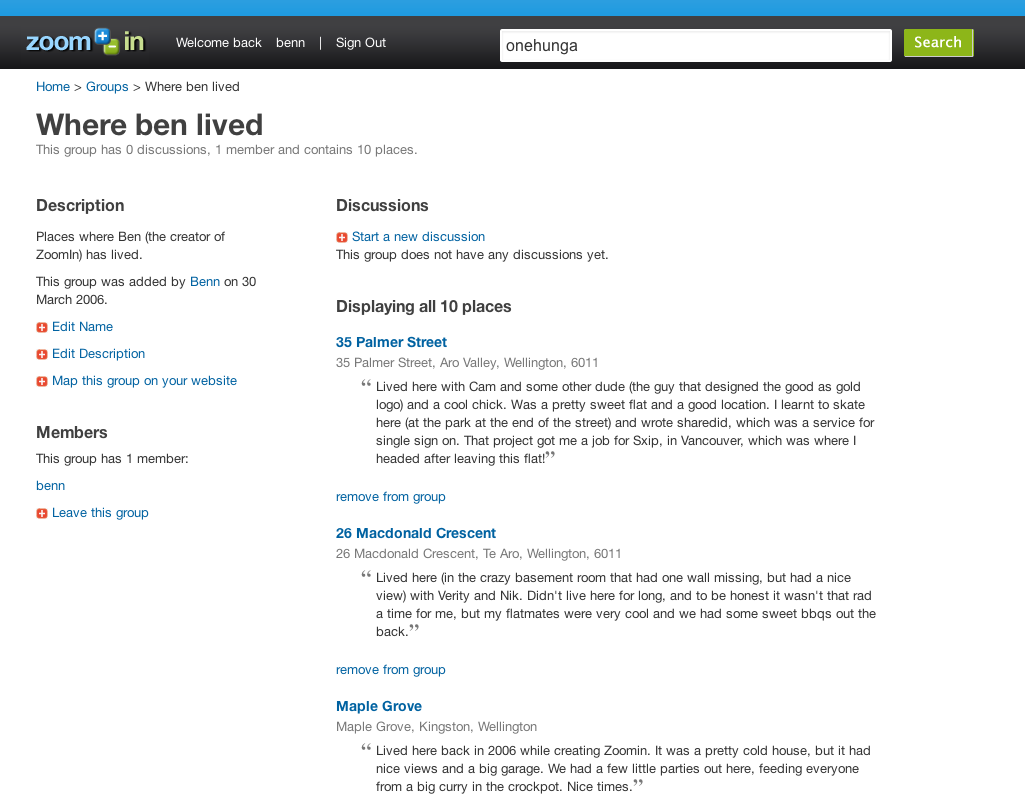 zoom in
Welcome back benn | Sign Out
onehunga
Search
Home > Groups > Where ben lived
Where ben lived
This group has 0 discussions, 1 member and contains 10 places.
Description
Places where Ben (the creator of
ZoomIn) has lived.
This group was added by Benn on 30
March 2006.
Edit Name
Edit Description
Map this group on your website
Members
This group has 1 member:
benn
Leave this group
Discussions
Start a new discussion
This group does not have any discussions yet.
Displaying all 10 places
35 Palmer Street
35 Palmer Street, Aro Valley, Wellington, 6011
“ Lived here with Cam and some other dude (the guy that designed the good as gold
logo) and a cool chick. Was a pretty sweet flat and a good location. I learnt to skate
here (at the park at the end of the street) and wrote sharedid, which was a service for
single sign on. That project got me a job for Sxip, in Vancouver, which was where I
headed after leaving this flat!”
remove from group
26 Macdonald Crescent
26 Macdonald Crescent, Te Aro, Wellington, 6011
“ Lived here (in the crazy basement room that had one wall missing, but had a nice
view) with Verity and Nik. Didn't live here for long, and to be honest it wasn't that rad
a time for me, but my flatmates were very cool and we had some sweet bbqs out the
back.”
remove from group
Maple Grove
Maple Grove, Kingston, Wellington
“ Lived here back in 2006 while creating Zoomin. It was a pretty cold house, but it had
nice views and a big garage. We had a few little parties out here, feeding everyone
from a big curry in the crockpot. Nice times.”